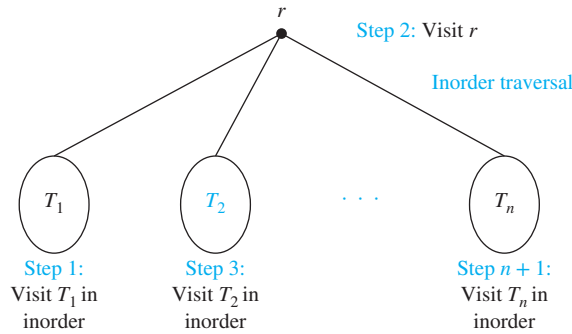 r
Step 2: Visit r
Inorder traversal
T₁
T₂
. . .
Tₙ
Step 1:
Visit T₁ in
inorder
Step 3:
Visit T₂ in
inorder
Step n + 1:
Visit Tₙ in
inorder